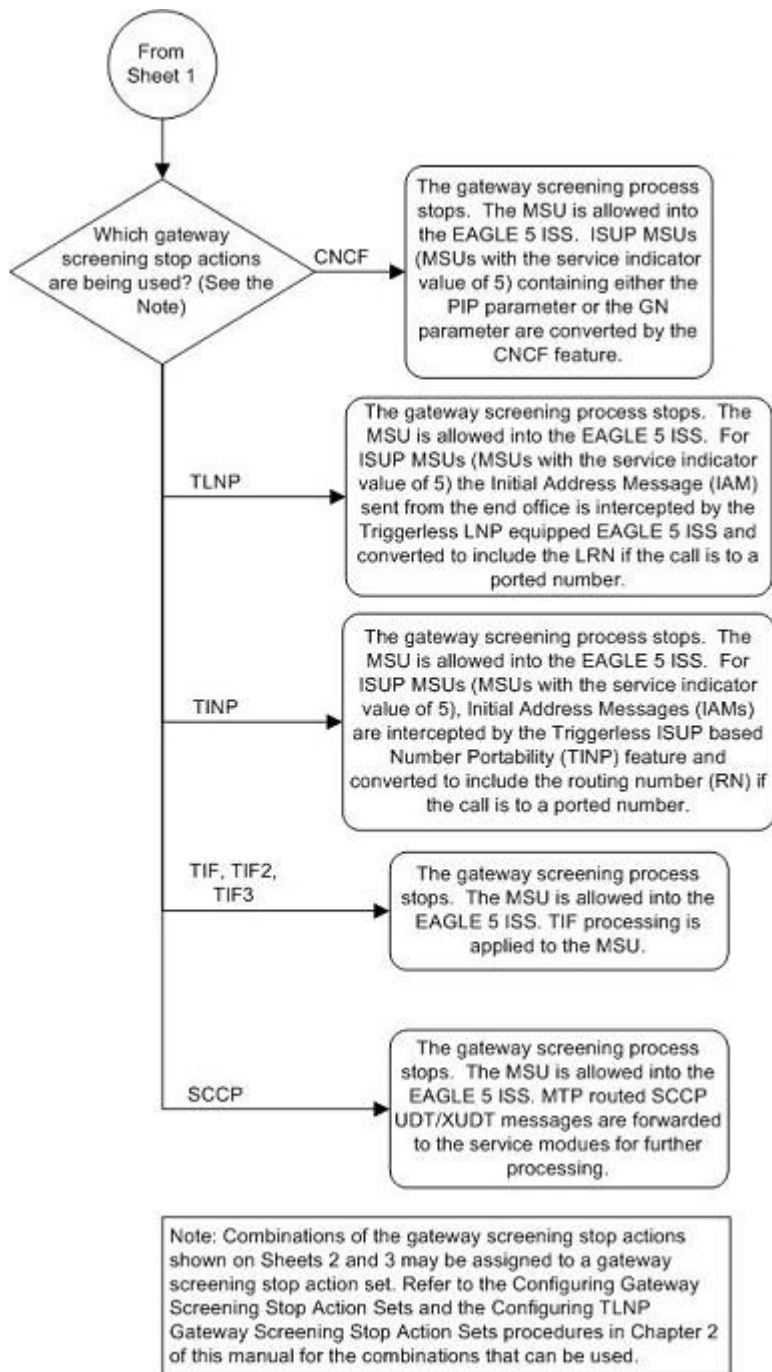 From
Sheet 1
Which gateway
screening stop actions
are being used? (See the
Note)
CNCF
The gateway screening process
stops. The MSU is allowed into
the EAGLE 5 ISS. ISUP MSUs
(MSUs with the service indicator
value of 5) containing either the
PIP parameter or the GN
parameter are converted by the
CNCF feature.
TLNP
The gateway screening process stops. The
MSU is allowed into the EAGLE 5 ISS. For
ISUP MSUs (MSUs with the service indicator
value of 5) the Initial Address Message (IAM)
sent from the end office is intercepted by the
Triggerless LNP equipped EAGLE 5 ISS and
converted to include the LRN if the call is to a
ported number.
TINP
The gateway screening process stops. The
MSU is allowed into the EAGLE 5 ISS. For
ISUP MSUs (MSUs with the service indicator
value of 5), Initial Address Messages (IAMs)
are intercepted by the Triggerless ISUP based
Number Portability (TINP) feature and
converted to include the routing number (RN) if
the call is to a ported number.
TIF, TIF2,
TIF3
The gateway screening process
stops. The MSU is allowed into the
EAGLE 5 ISS. TIF processing is
applied to the MSU.
SCCP
The gateway screening process
stops. The MSU is allowed into the
EAGLE 5 ISS. MTP routed SCCP
UDT/XUDT messages are forwarded
to the service modues for further
processing.
Note: Combinations of the gateway screening stop actions
shown on Sheets 2 and 3 may be assigned to a gateway
screening stop action set. Refer to the Configuring Gateway
Screening Stop Action Sets and the Configuring TLNP
Gateway Screening Stop Action Sets procedures in Chapter 2
of this manual for the combinations that can be used.